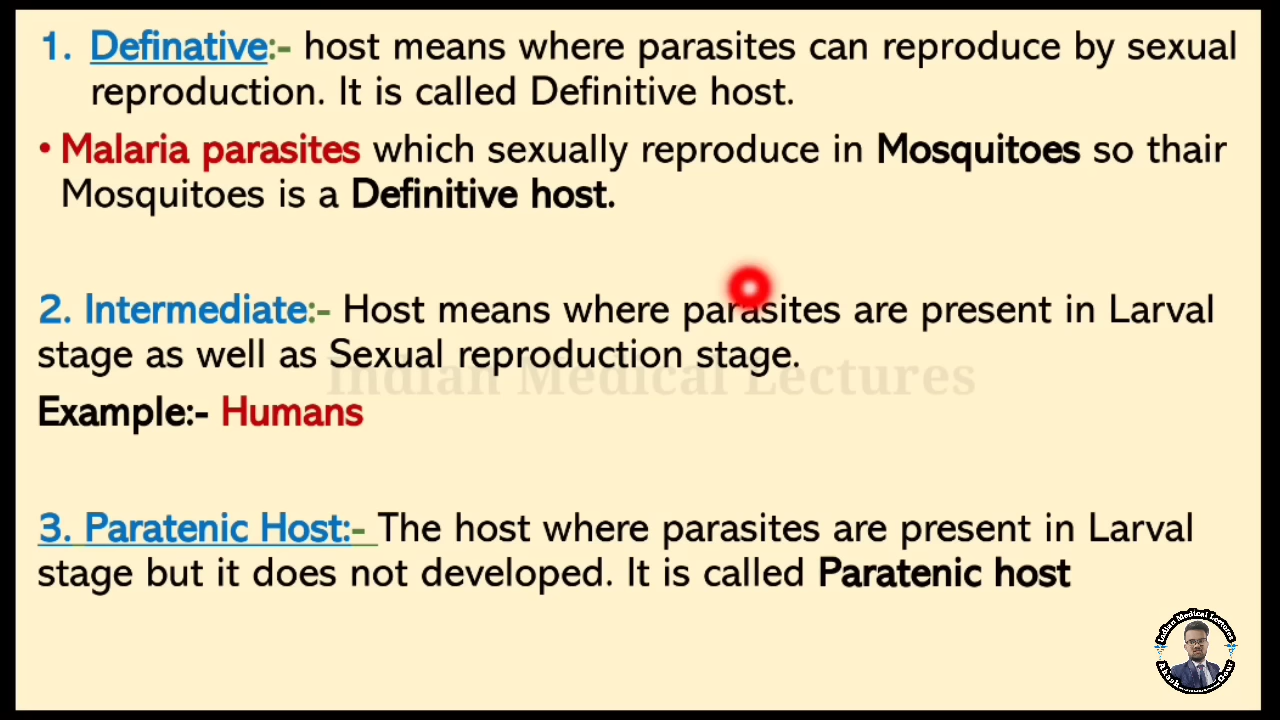 1. Definative:- host means where parasites can reproduce by sexual
reproduction. It is called Definitive host.
• Malaria parasites which sexually reproduce in Mosquitoes so thair
Mosquitoes is a Definitive host.
2. Intermediate:- Host means where parasites are present in Larval
stage as well as Sexual reproduction stage.
Indian Medical Lectures
Example:- Humans
3. Paratenic Host:- The host where parasites are present in Larval
stage but it does not developed. It is called Paratenic host
Indian Medical Lectures